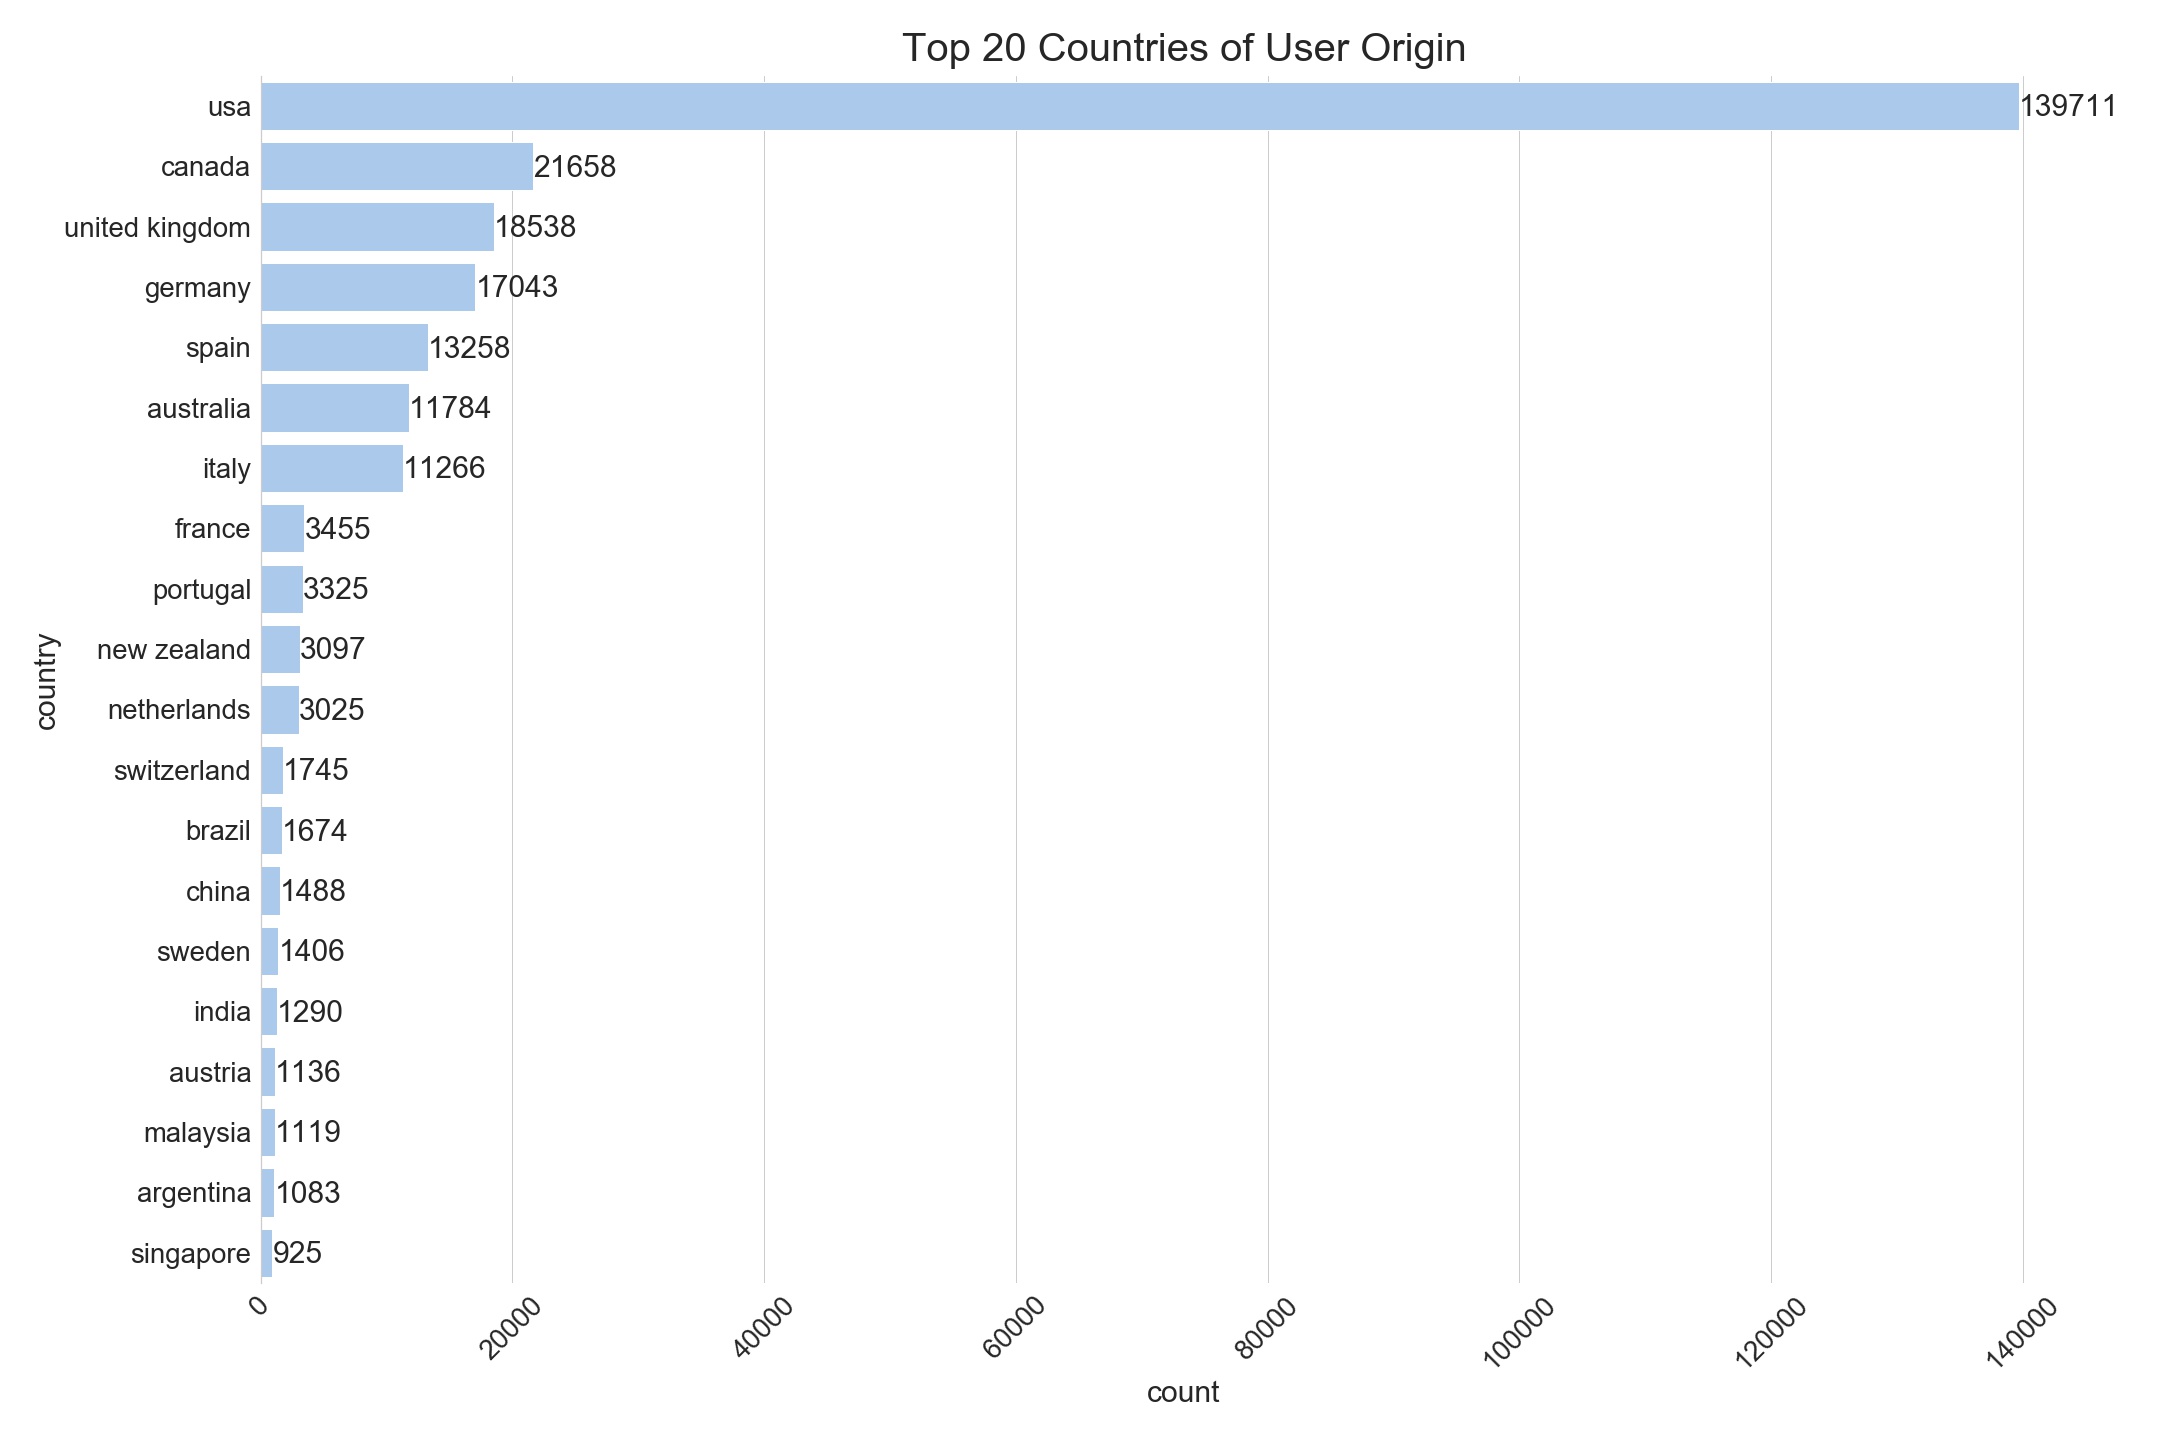 Top 20 Countries of User Origin
usa 139711
canada 21658
united kingdom 18538
germany 17043
spain 13258
australia 11784
italy 11266
france 3455
portugal 3325
new zealand 3097
netherlands 3025
switzerland 1745
brazil 1674
china 1488
sweden 1406
india 1290
austria 1136
malaysia 1119
argentina 1083
singapore 925
country
0 20000 40000 60000 80000 100000 120000 140000
count